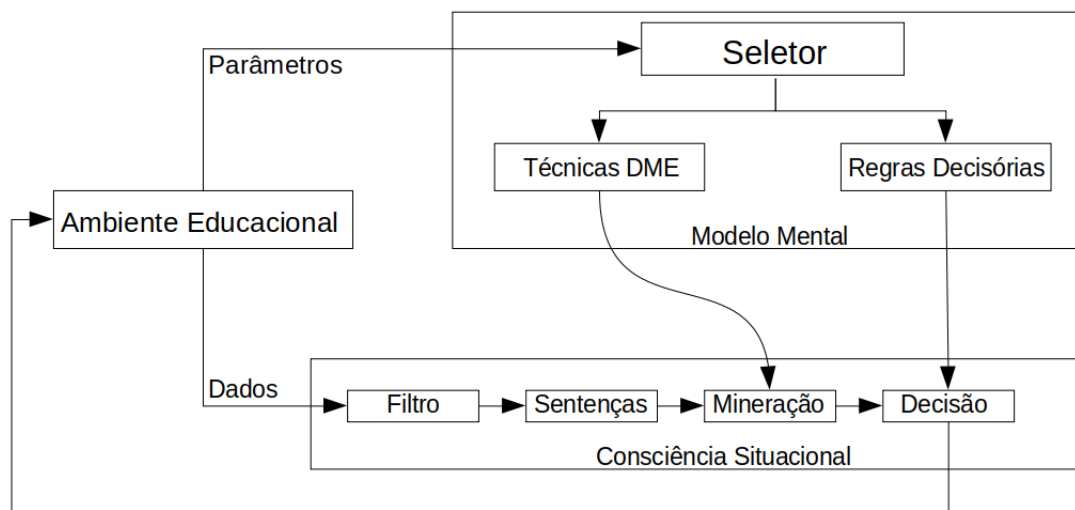 Seletor
Parâmetros
Técnicas DME
Regras Decisórias
Ambiente Educacional
Modelo Mental
Dados
Filtro
Sentenças
Mineração
Decisão
Consciência Situacional